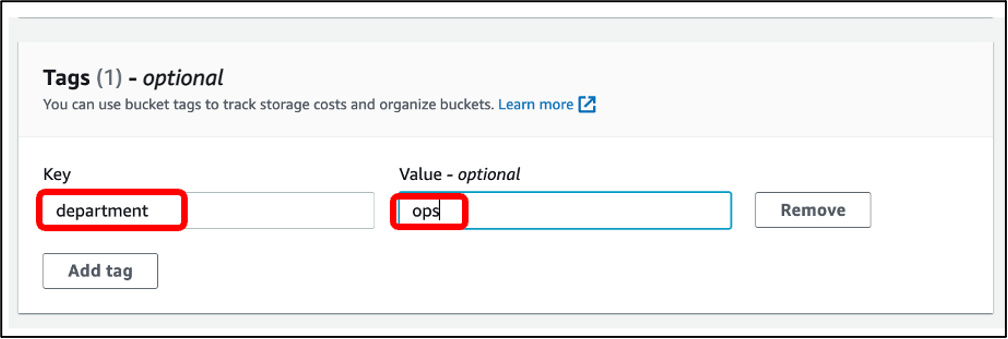 Tags (1) - optional
You can use bucket tags to track storage costs and organize buckets. Learn more
Key Value - optional
department ops Remove
Add tag